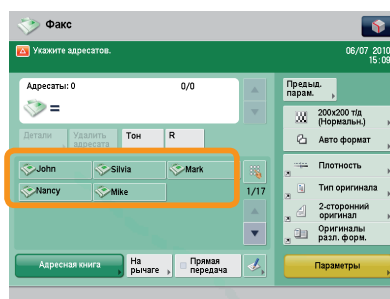 Факс
Укажите адресатов.
06/07 2010
15:09
Адресаты: 0
0/0
=
Предыд.
парам.
Детали
Удалить
адресата
Тон
R
200x200 т/д
(Нормальн.)
Авто формат
John
Silvia
Mark
Nancy
Mike
1/17
Плотность
Тип оригинала
2-сторонний
оригинал
Оригиналы
разл. форм.
Адресная книга
На
рычаге
Прямая
передача
Параметры